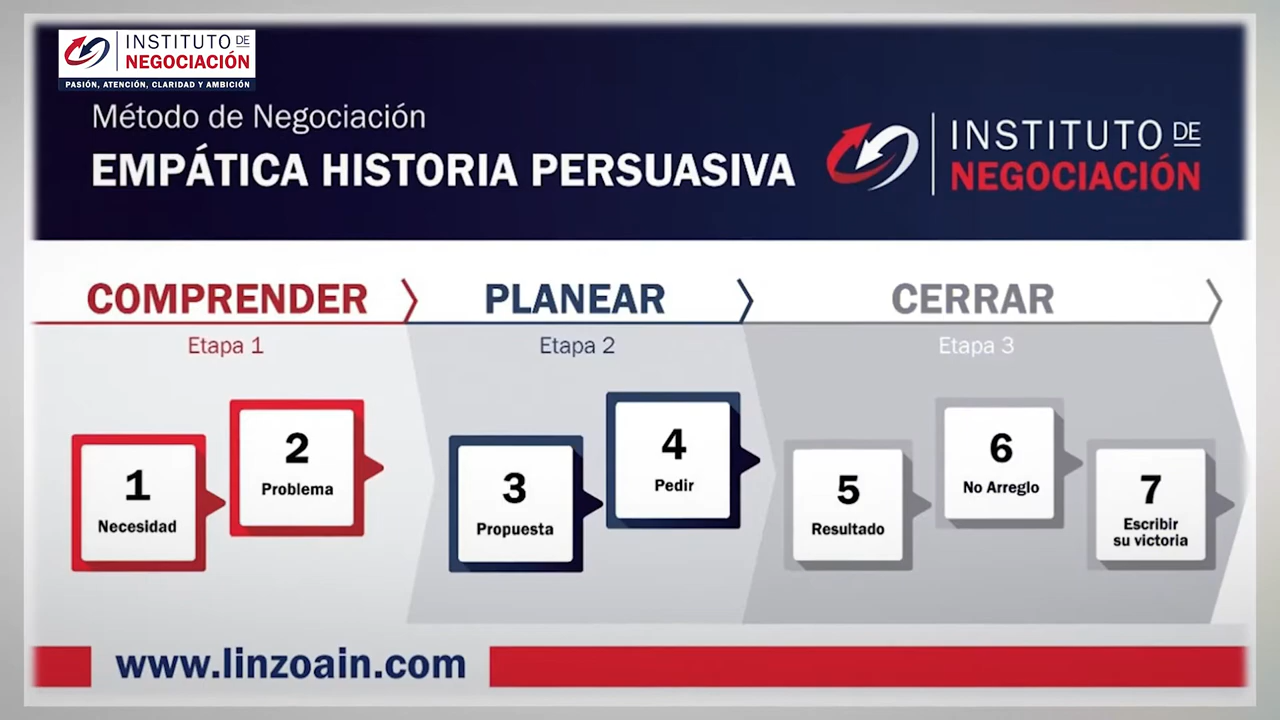 INSTITUTO DE
NEGOCIACIÓN
PASIÓN, ATENCIÓN, CLARIDAD Y AMBICIÓN
Método de Negociación
EMPÁTICA HISTORIA PERSUASIVA
INSTITUTO DE
NEGOCIACIÓN
COMPRENDER
Etapa 1
PLANEAR
Etapa 2
CERRAR
Etapa 3
1
Necesidad
2
Problema
3
Propuesta
4
Pedir
5
Resultado
6
No Arreglo
7
Escribir
su victoria
www.linzoain.com